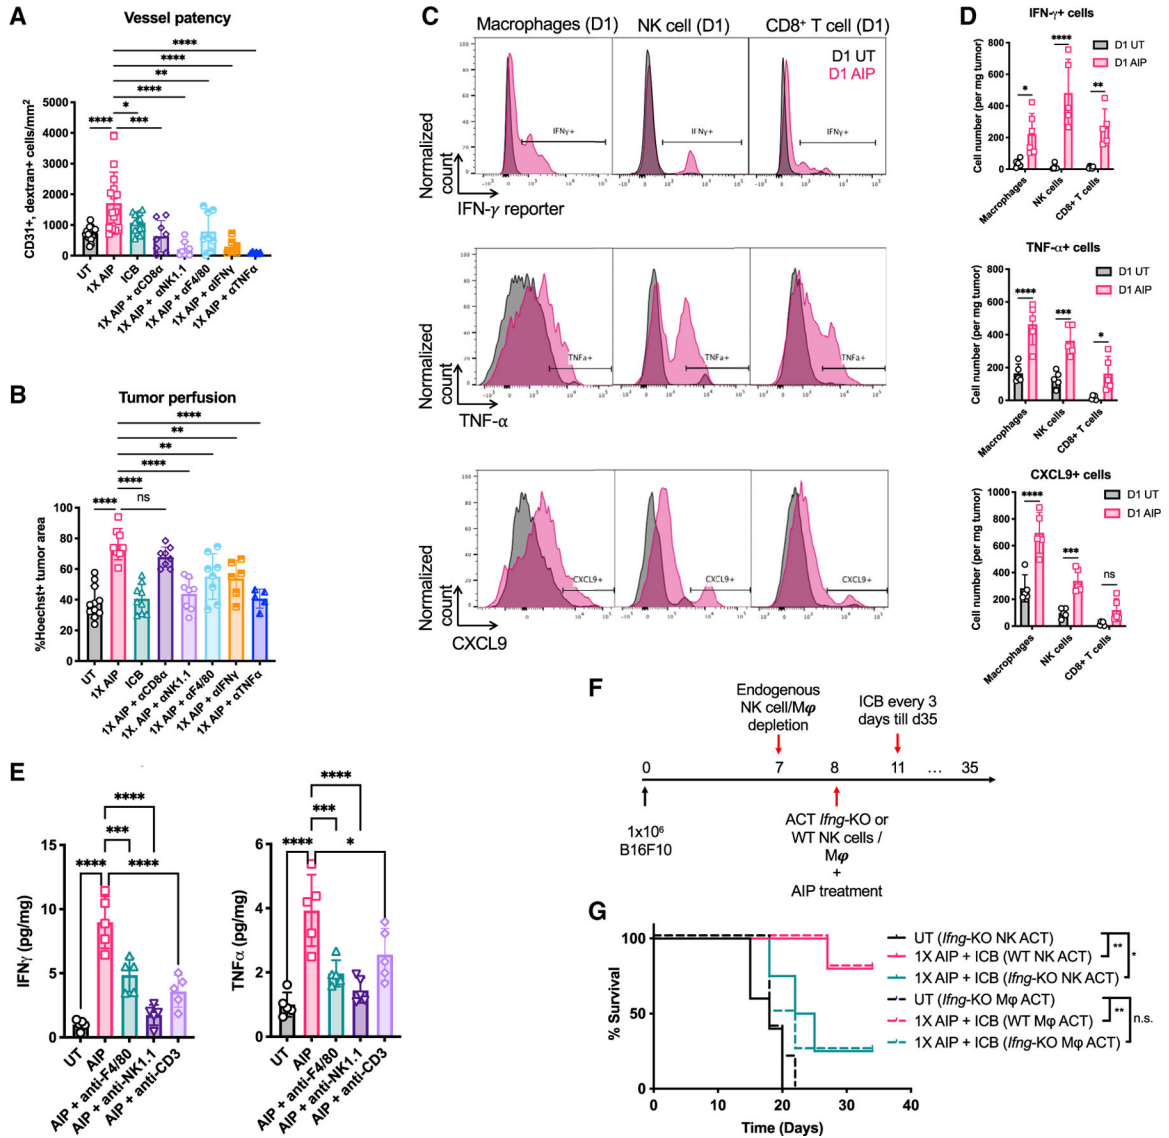 A
Vessel patency
****
****
**
****
*
****
***
CD31+, dextran+ cells/mm²
5000
4000
3000
2000
1000
0
UT
1X AIP
ICB
1X AIP + αCD8α
1X AIP + αNK1.1
1X AIP + αF4/80
1X AIP + αIFNγ
1X AIP + αTNFα
B
Tumor perfusion
****
**
**
****
****
****
ns
%Hoechst+ tumor area
100
80
60
40
20
0
UT
1X AIP
ICB
1X AIP + αCD8α
1X. AIP + αNK1.1
1X AIP + αF4/80
1X AIP + αIFNγ
1X AIP + αTNFα
C
Macrophages (D1)
NK cell (D1)
CD8⁺ T cell (D1)
D1 UT
D1 AIP
IFNγ+
IFNγ+
IFNγ+
Normalized count
IFN-γ reporter
TNFa+
TNFa+
TNFa+
Normalized count
TNF-α
CXCL9+
CXCL9+
CXCL9+
Normalized count
CXCL9
D
IFN-γ+ cells
D1 UT
D1 AIP
Cell number (per mg tumor)
800
600
400
200
0
*
****
**
Macrophages
NK cells
CD8+ T cells
TNF-α+ cells
D1 UT
D1 AIP
Cell number (per mg tumor)
800
600
400
200
0
****
***
*
Macrophages
NK cells
CD8+ T cells
CXCL9+ cells
D1 UT
D1 AIP
Cell number (per mg tumor)
1000
800
600
400
200
0
****
***
ns
Macrophages
NK cells
CD8+ T cells
E
****
****
***
****
****
IFNγ (pg/mg)
15
10
5
0
UT
AIP
AIP + anti-F4/80
AIP + anti-NK1.1
AIP + anti-CD3
****
***
****
*
TNFα (pg/mg)
6
4
2
0
UT
AIP
AIP + anti-F4/80
AIP + anti-NK1.1
AIP + anti-CD3
F
Endogenous
NK cell/Mφ
depletion
ICB every 3
days till d35
0
7
8
11
...
35
1x10⁶
B16F10
ACT Ifng-KO or
WT NK cells /
Mφ
+
AIP treatment
G
% Survival
100
50
0
0
10
20
30
40
Time (Days)
UT (Ifng-KO NK ACT)
1X AIP + ICB (WT NK ACT)
1X AIP + ICB (Ifng-KO NK ACT)
UT (Ifng-KO Mφ ACT)
1X AIP + ICB (WT Mφ ACT)
1X AIP + ICB (Ifng-KO Mφ ACT)
**
*
**
n.s.